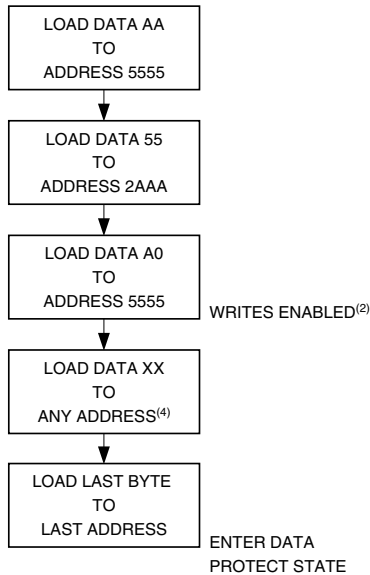 LOAD DATA AA
TO
ADDRESS 5555
LOAD DATA 55
TO
ADDRESS 2AAA
LOAD DATA A0
TO
ADDRESS 5555
WRITES ENABLED(2)
LOAD DATA XX
TO
ANY ADDRESS(4)
LOAD LAST BYTE
TO
LAST ADDRESS
ENTER DATA
PROTECT STATE